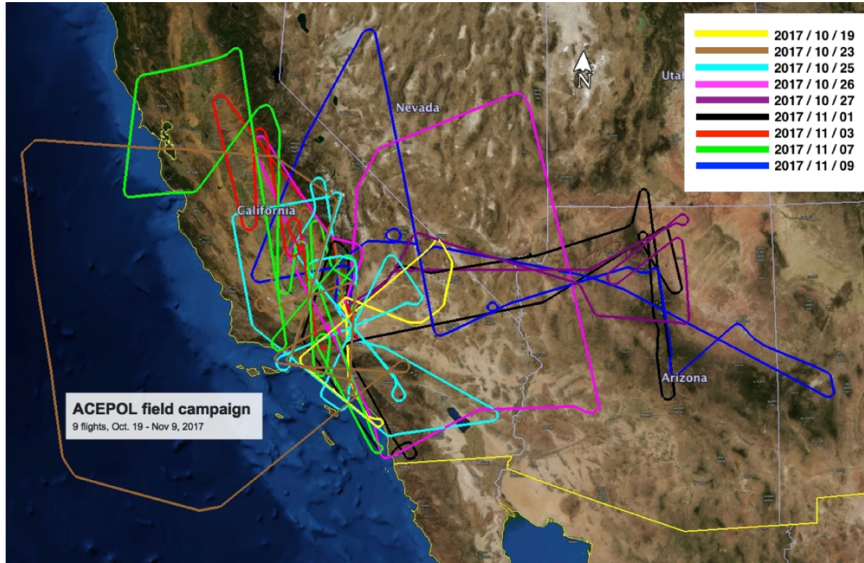 2017 / 10 / 19
2017 / 10 / 23
2017 / 10 / 25
2017 / 10 / 26
2017 / 10 / 27
2017 / 11 / 01
2017 / 11 / 03
2017 / 11 / 07
2017 / 11 / 09
N
Nevada
California
Arizona
ACEPOL field campaign
9 flights, Oct. 19 - Nov 9, 2017